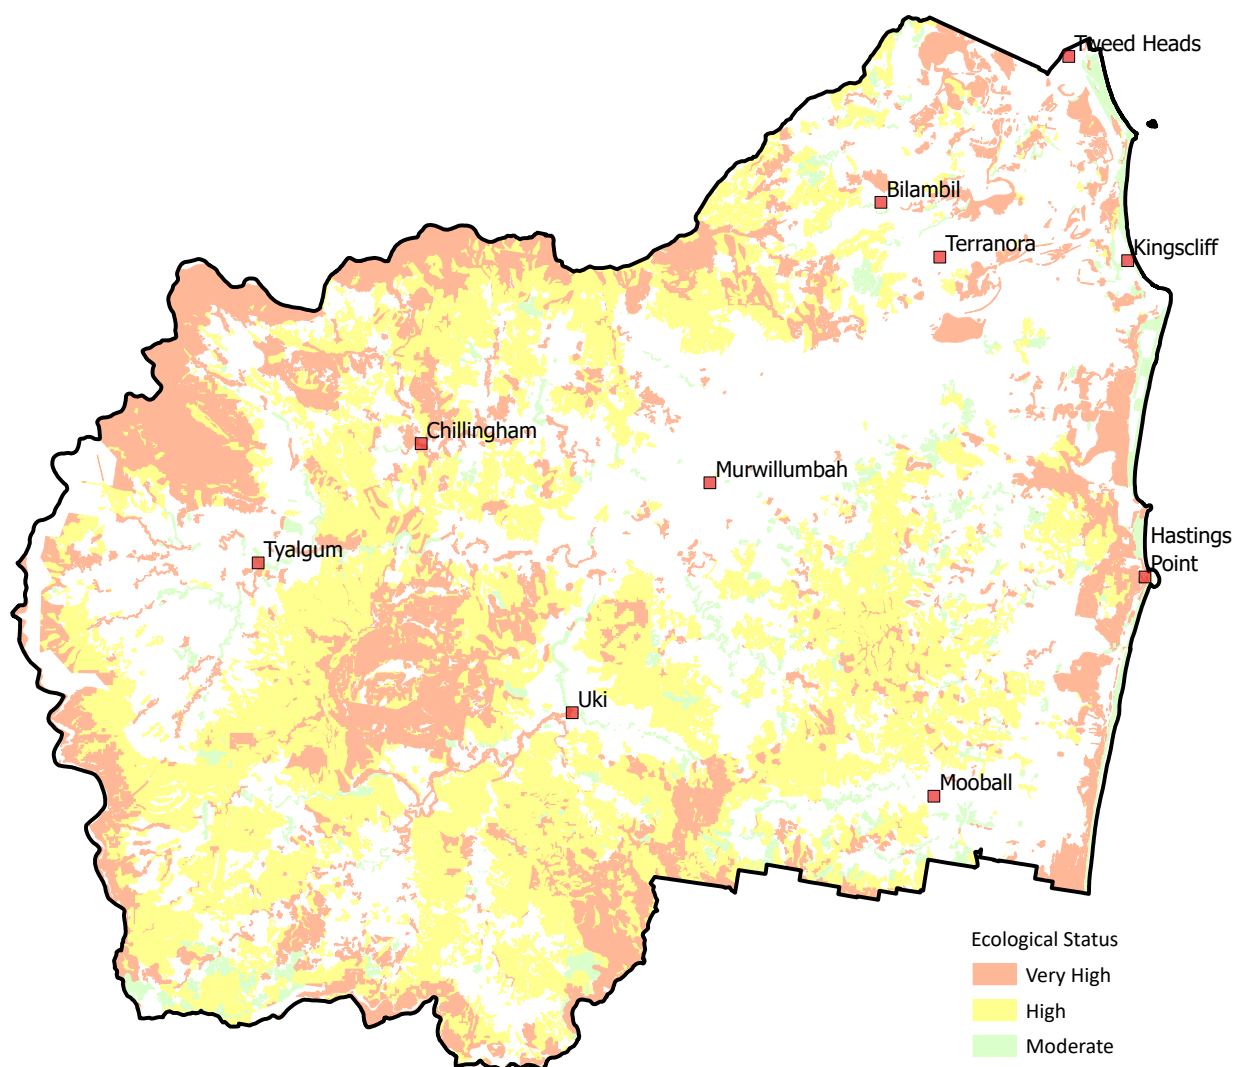 Tweed Heads
Bilambil
Terranora
Kingscliff
Chillingham
Murwillumbah
Hastings
Point
Tyalgum
Uki
Mooball
Ecological Status
Very High
High
Moderate